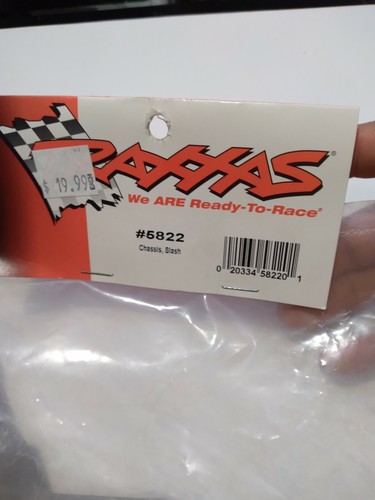 $ 19.99
TRAXXAS®
We ARE Ready-To-Race®
#5822
Chassis, Slash
0 20334 58220 1